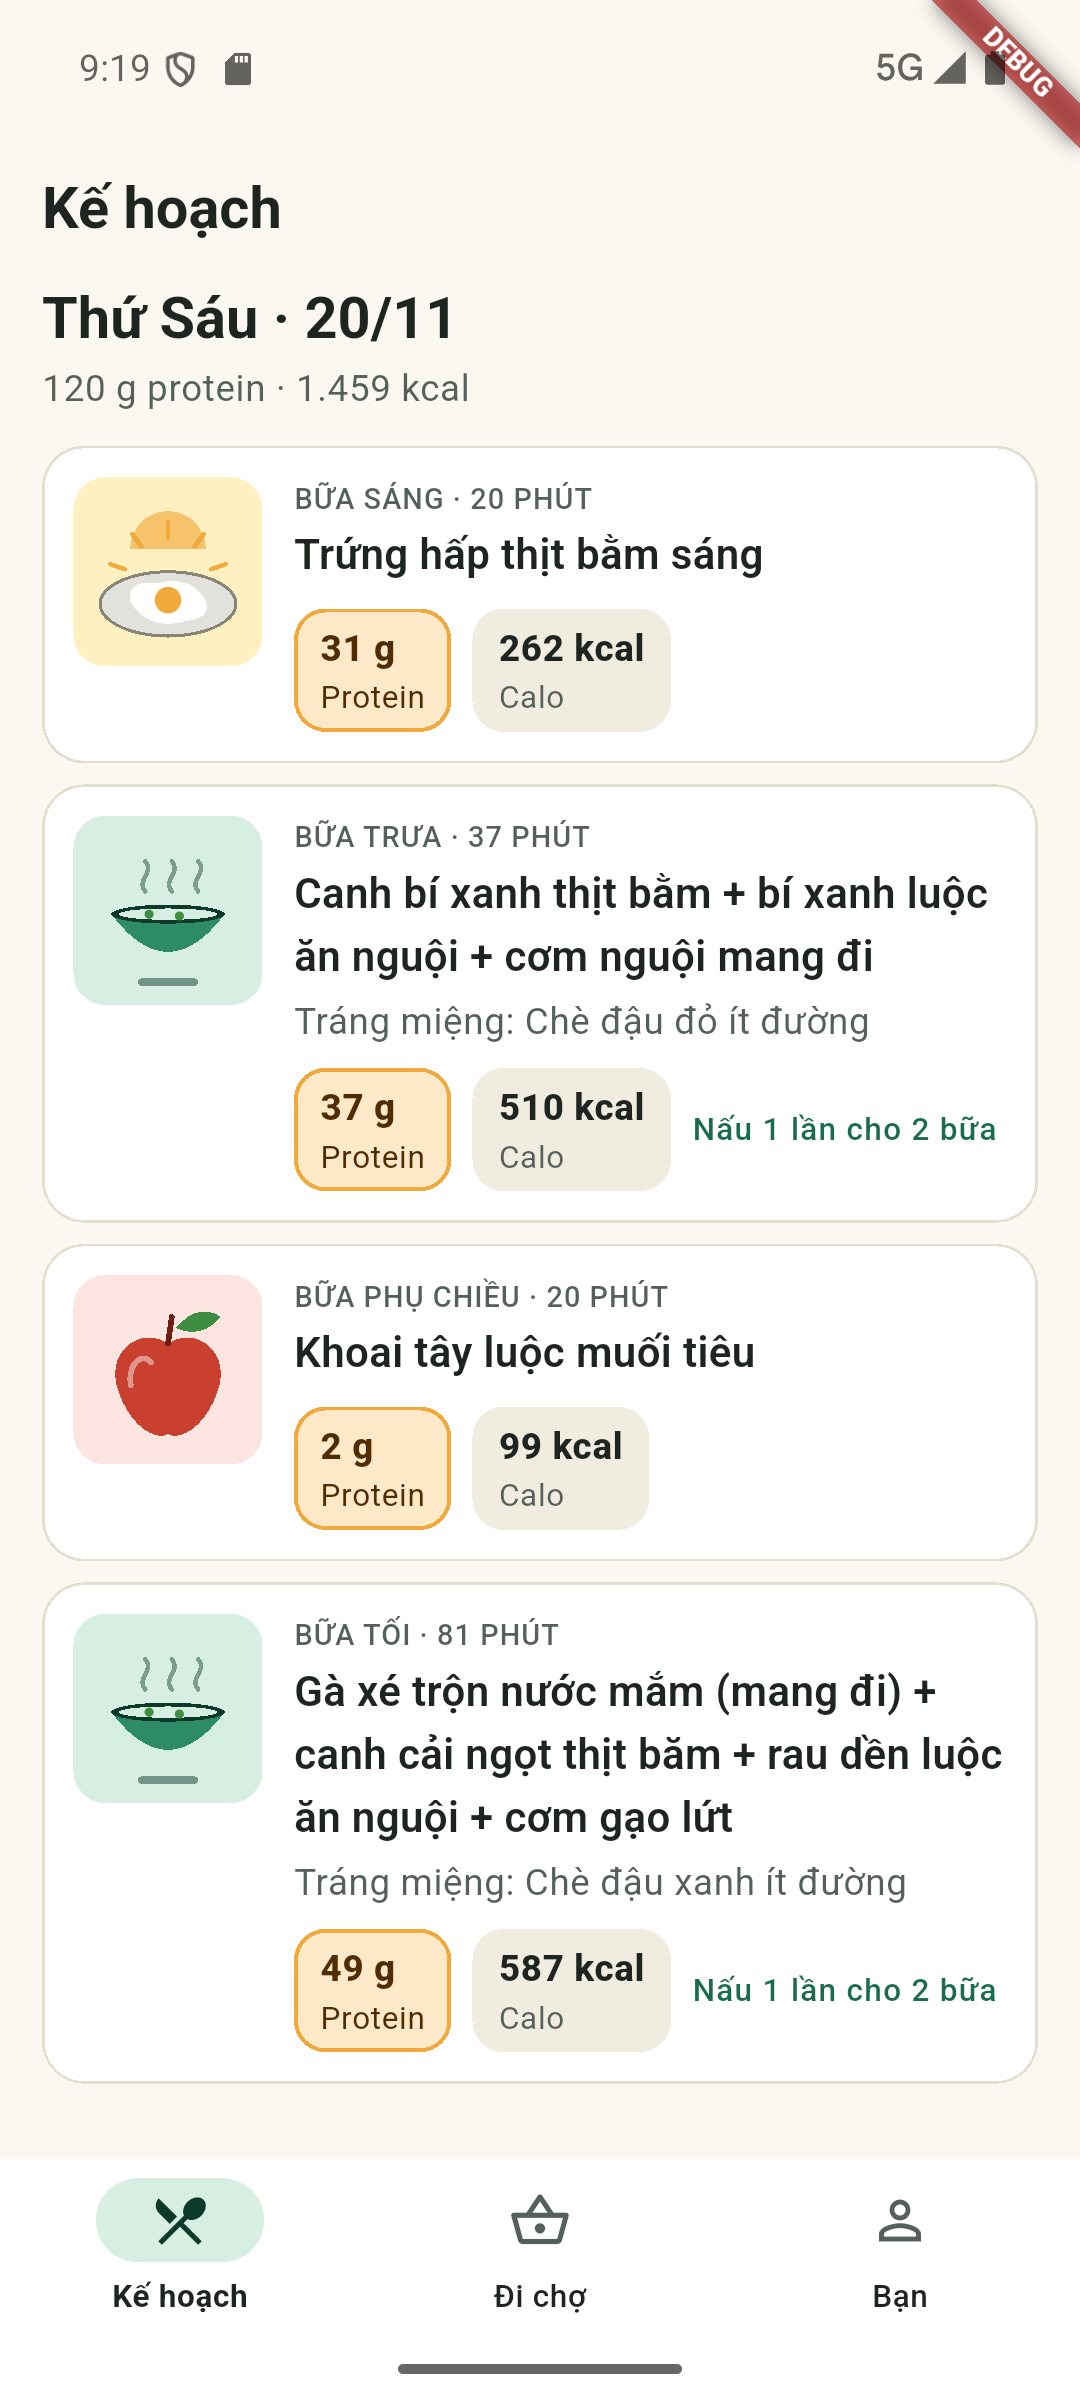 9:19
5G
DEBUG
Kế hoạch
Thứ Sáu · 20/11
120 g protein · 1.459 kcal
BỮA SÁNG · 20 PHÚT
Trứng hấp thịt bằm sáng
31 g
Protein
262 kcal
Calo
BỮA TRƯA · 37 PHÚT
Canh bí xanh thịt bằm + bí xanh luộc
ăn nguội + cơm nguội mang đi
Tráng miệng: Chè đậu đỏ ít đường
37 g
Protein
510 kcal
Calo
Nấu 1 lần cho 2 bữa
BỮA PHỤ CHIỀU · 20 PHÚT
Khoai tây luộc muối tiêu
2 g
Protein
99 kcal
Calo
BỮA TỐI · 81 PHÚT
Gà xé trộn nước mắm (mang đi) +
canh cải ngọt thịt băm + rau dền luộc
ăn nguội + cơm gạo lứt
Tráng miệng: Chè đậu xanh ít đường
49 g
Protein
587 kcal
Calo
Nấu 1 lần cho 2 bữa
Kế hoạch
Đi chợ
Bạn